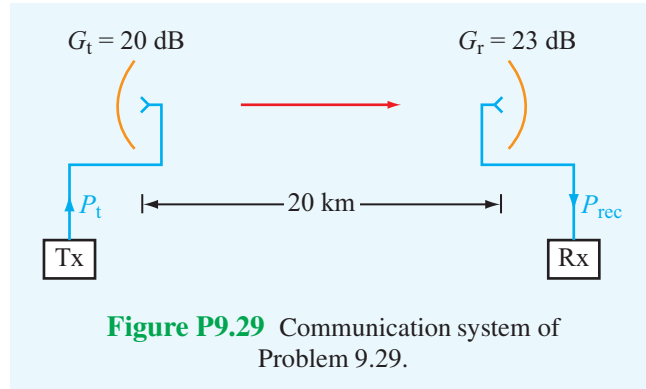 Gt = 20 dB
Gr = 23 dB
Pt
20 km
Prec
Tx
Rx
Figure P9.29 Communication system of
Problem 9.29.